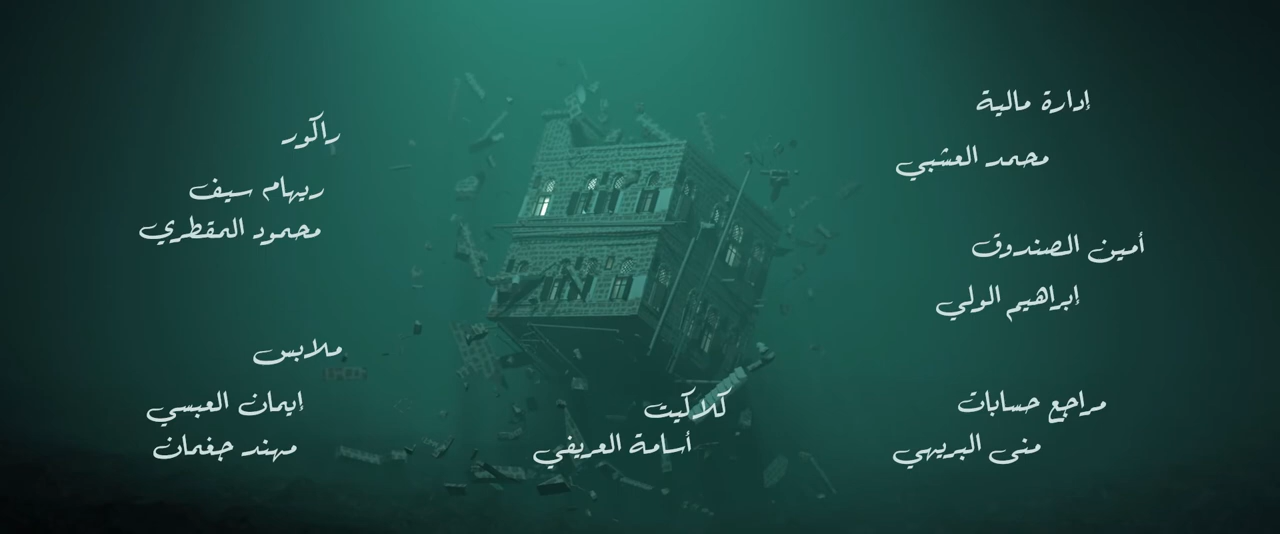 إدارة مالية
محمد العشبي
أمين الصندوق
إبراهيم الولي
مراجع حسابات
منى البريهي
كلاكيت
أسامة العريفي
راكور
ريهام سيف
محمود المقطري
ملابس
إيمان العبسي
مهند جغمان